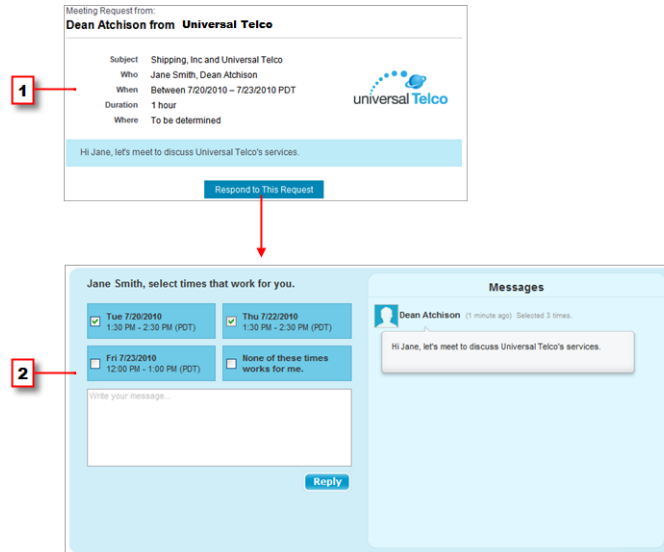 Meeting Request from:
Dean Atchison from Universal Telco
Subject Shipping, Inc and Universal Telco
Who Jane Smith, Dean Atchison
When Between 7/20/2010 – 7/23/2010 PDT
Duration 1 hour
Where To be determined
universal Telco
1
Hi Jane, let's meet to discuss Universal Telco's services.
Respond to This Request
Jane Smith, select times that work for you.
Tue 7/20/2010
1:30 PM - 2:30 PM (PDT)
Thu 7/22/2010
1:30 PM - 2:30 PM (PDT)
Fri 7/23/2010
12:00 PM - 1:00 PM (PDT)
None of these times
works for me.
2
Write your message...
Reply
Messages
Dean Atchison (1 minute ago) Selected 3 times.
Hi Jane, let's meet to discuss Universal Telco's services.